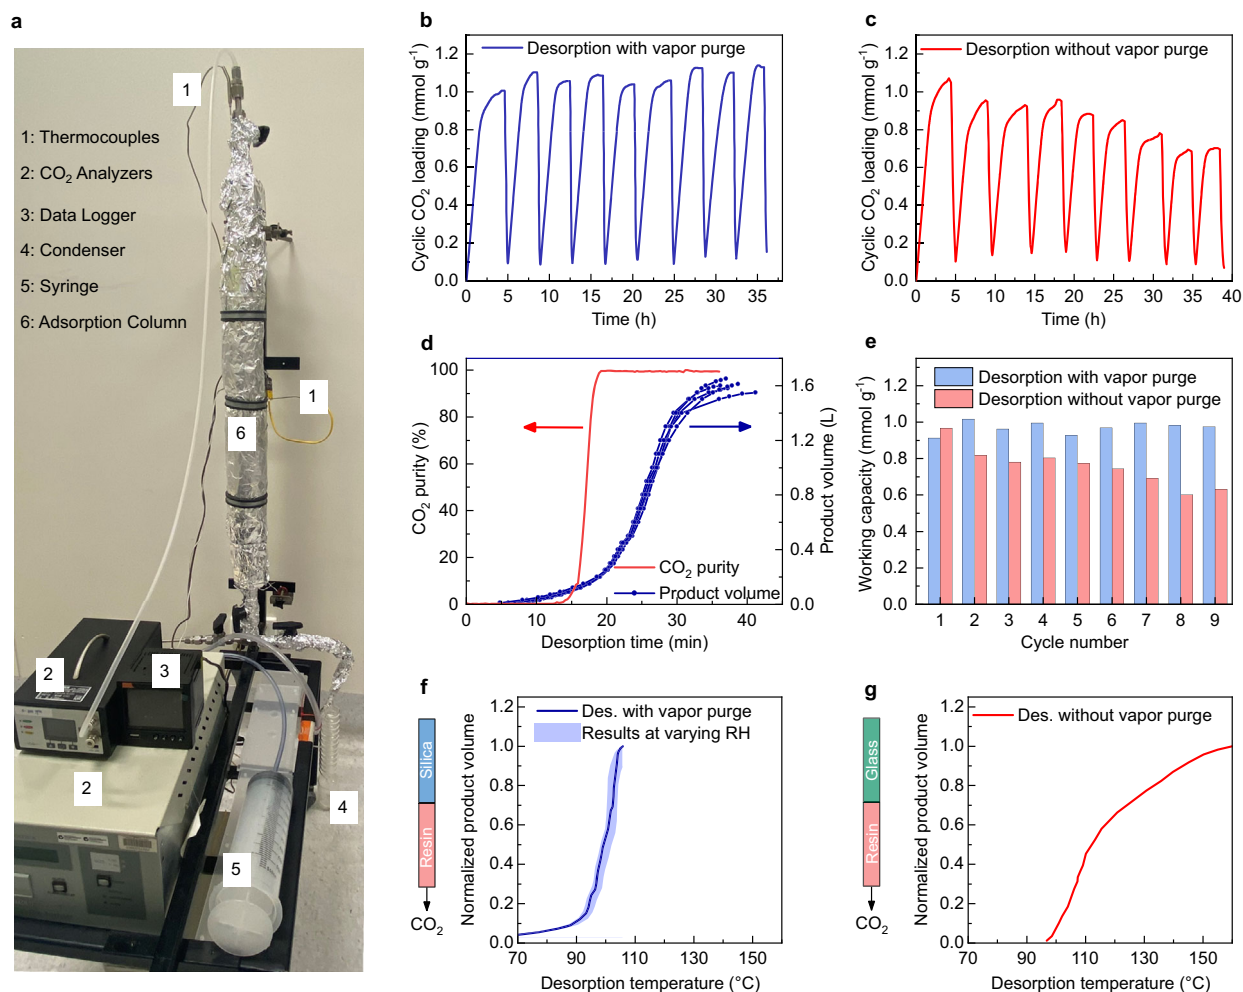 a
1
1: Thermocouples
2: CO₂ Analyzers
3: Data Logger
4: Condenser
5: Syringe
6: Adsorption Column
1
6
2
3
2
4
5
b
Desorption with vapor purge
Cyclic CO₂ loading (mmol g⁻¹)
1.2
1.0
0.8
0.6
0.4
0.2
0.0
0 5 10 15 20 25 30 35
Time (h)
c
Desorption without vapor purge
Cyclic CO₂ loading (mmol g⁻¹)
1.2
1.0
0.8
0.6
0.4
0.2
0.0
0 5 10 15 20 25 30 35 40
Time (h)
d
CO₂ purity (%)
100
80
60
40
20
0
Product volume (L)
1.6
1.2
0.8
0.4
0.0
CO₂ purity
Product volume
0 10 20 30 40
Desorption time (min)
e
Desorption with vapor purge
Desorption without vapor purge
Working capacity (mmol g⁻¹)
1.2
1.0
0.8
0.6
0.4
0.2
0.0
1 2 3 4 5 6 7 8 9
Cycle number
f
Silica
Resin
CO₂
Des. with vapor purge
Results at varying RH
Normalized product volume
1.2
1.0
0.8
0.6
0.4
0.2
0.0
70 80 90 100 110 120 130
Desorption temperature (°C)
g
Glass
Resin
CO₂
Des. without vapor purge
Normalized product volume
1.2
1.0
0.8
0.6
0.4
0.2
0.0
70 80 100 120 140 160
Desorption temperature (°C)